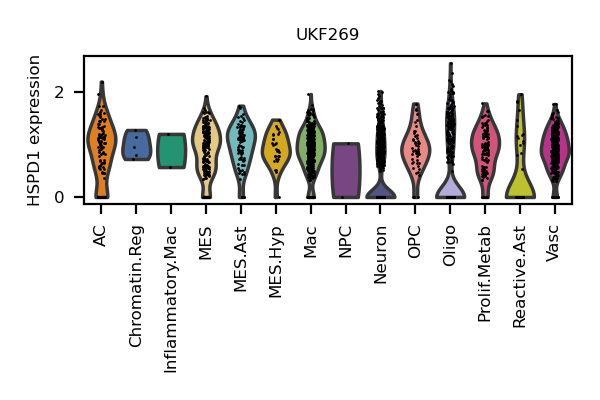 UKF269
HSPD1 expression
2
0
AC
Chromatin.Reg
Inflammatory.Mac
MES
MES.Ast
MES.Hyp
Mac
NPC
Neuron
OPC
Oligo
Prolif.Metab
Reactive.Ast
Vasc